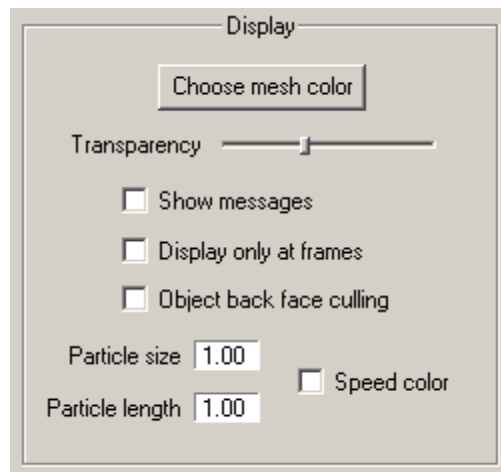 Display
Choose mesh color
Transparency
Show messages
Display only at frames
Object back face culling
Particle size 1.00
Speed color
Particle length 1.00